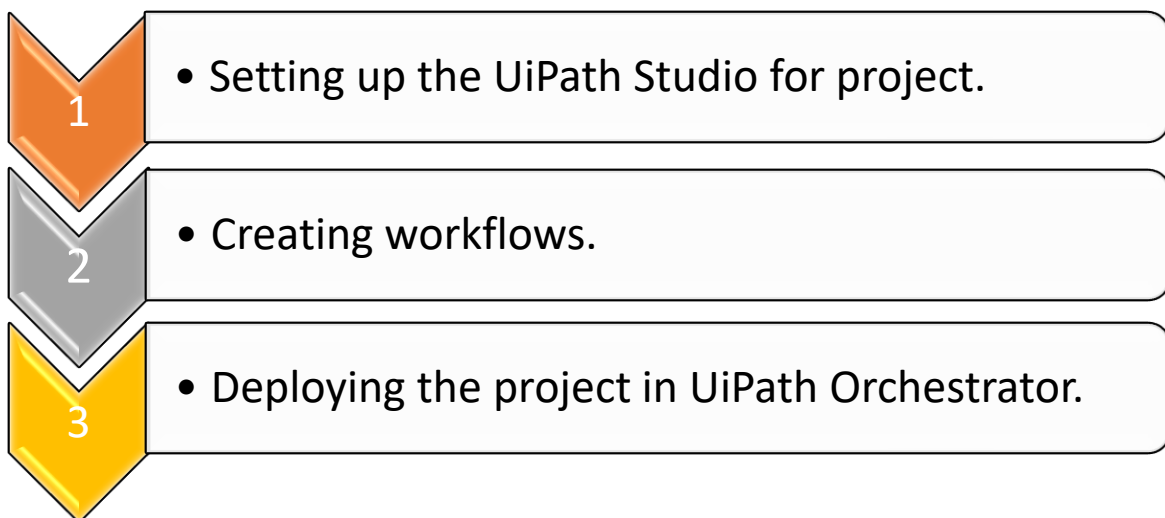 1
• Setting up the UiPath Studio for project.
2
• Creating workflows.
3
• Deploying the project in UiPath Orchestrator.